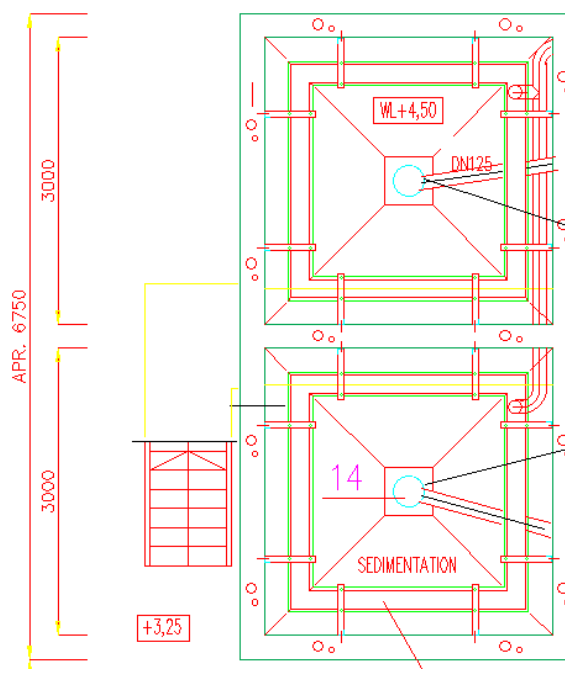 WL+4,50
DN125
3000
APR. 6750
3000
14
SEDIMENTATION
+3,25